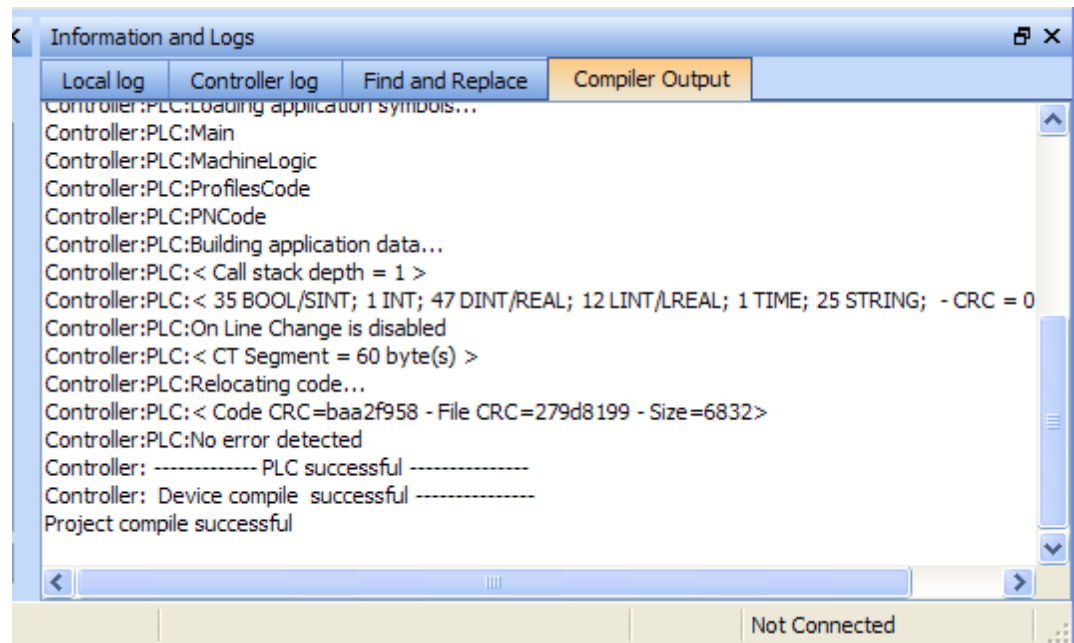 Information and Logs
Local log Controller log Find and Replace Compiler Output
Controller:PLC:Loading application symbols...
Controller:PLC:Main
Controller:PLC:MachineLogic
Controller:PLC:ProfilesCode
Controller:PLC:PNCode
Controller:PLC:Building application data...
Controller:PLC:< Call stack depth = 1 >
Controller:PLC:< 35 BOOL/SINT; 1 INT; 47 DINT/REAL; 12 LINT/LREAL; 1 TIME; 25 STRING;  - CRC = 0
Controller:PLC:On Line Change is disabled
Controller:PLC:< CT Segment = 60 byte(s) >
Controller:PLC:Relocating code...
Controller:PLC:< Code CRC=baa2f958 - File CRC=279d8199 - Size=6832>
Controller:PLC:No error detected
Controller: ------------- PLC successful ---------------
Controller:  Device compile  successful ---------------
Project compile successful
Not Connected